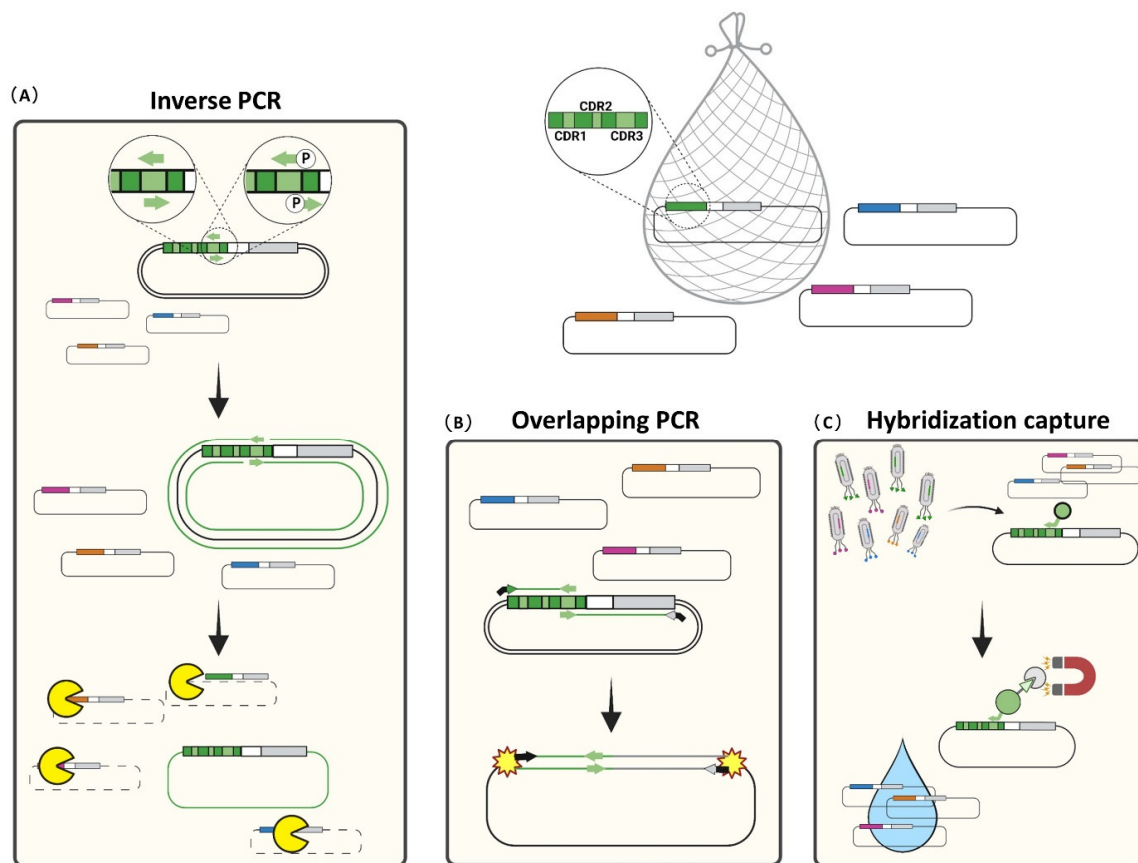 (A)
Inverse PCR
P
P
CDR2
CDR1
CDR3
(B)
Overlapping PCR
(C)
Hybridization capture